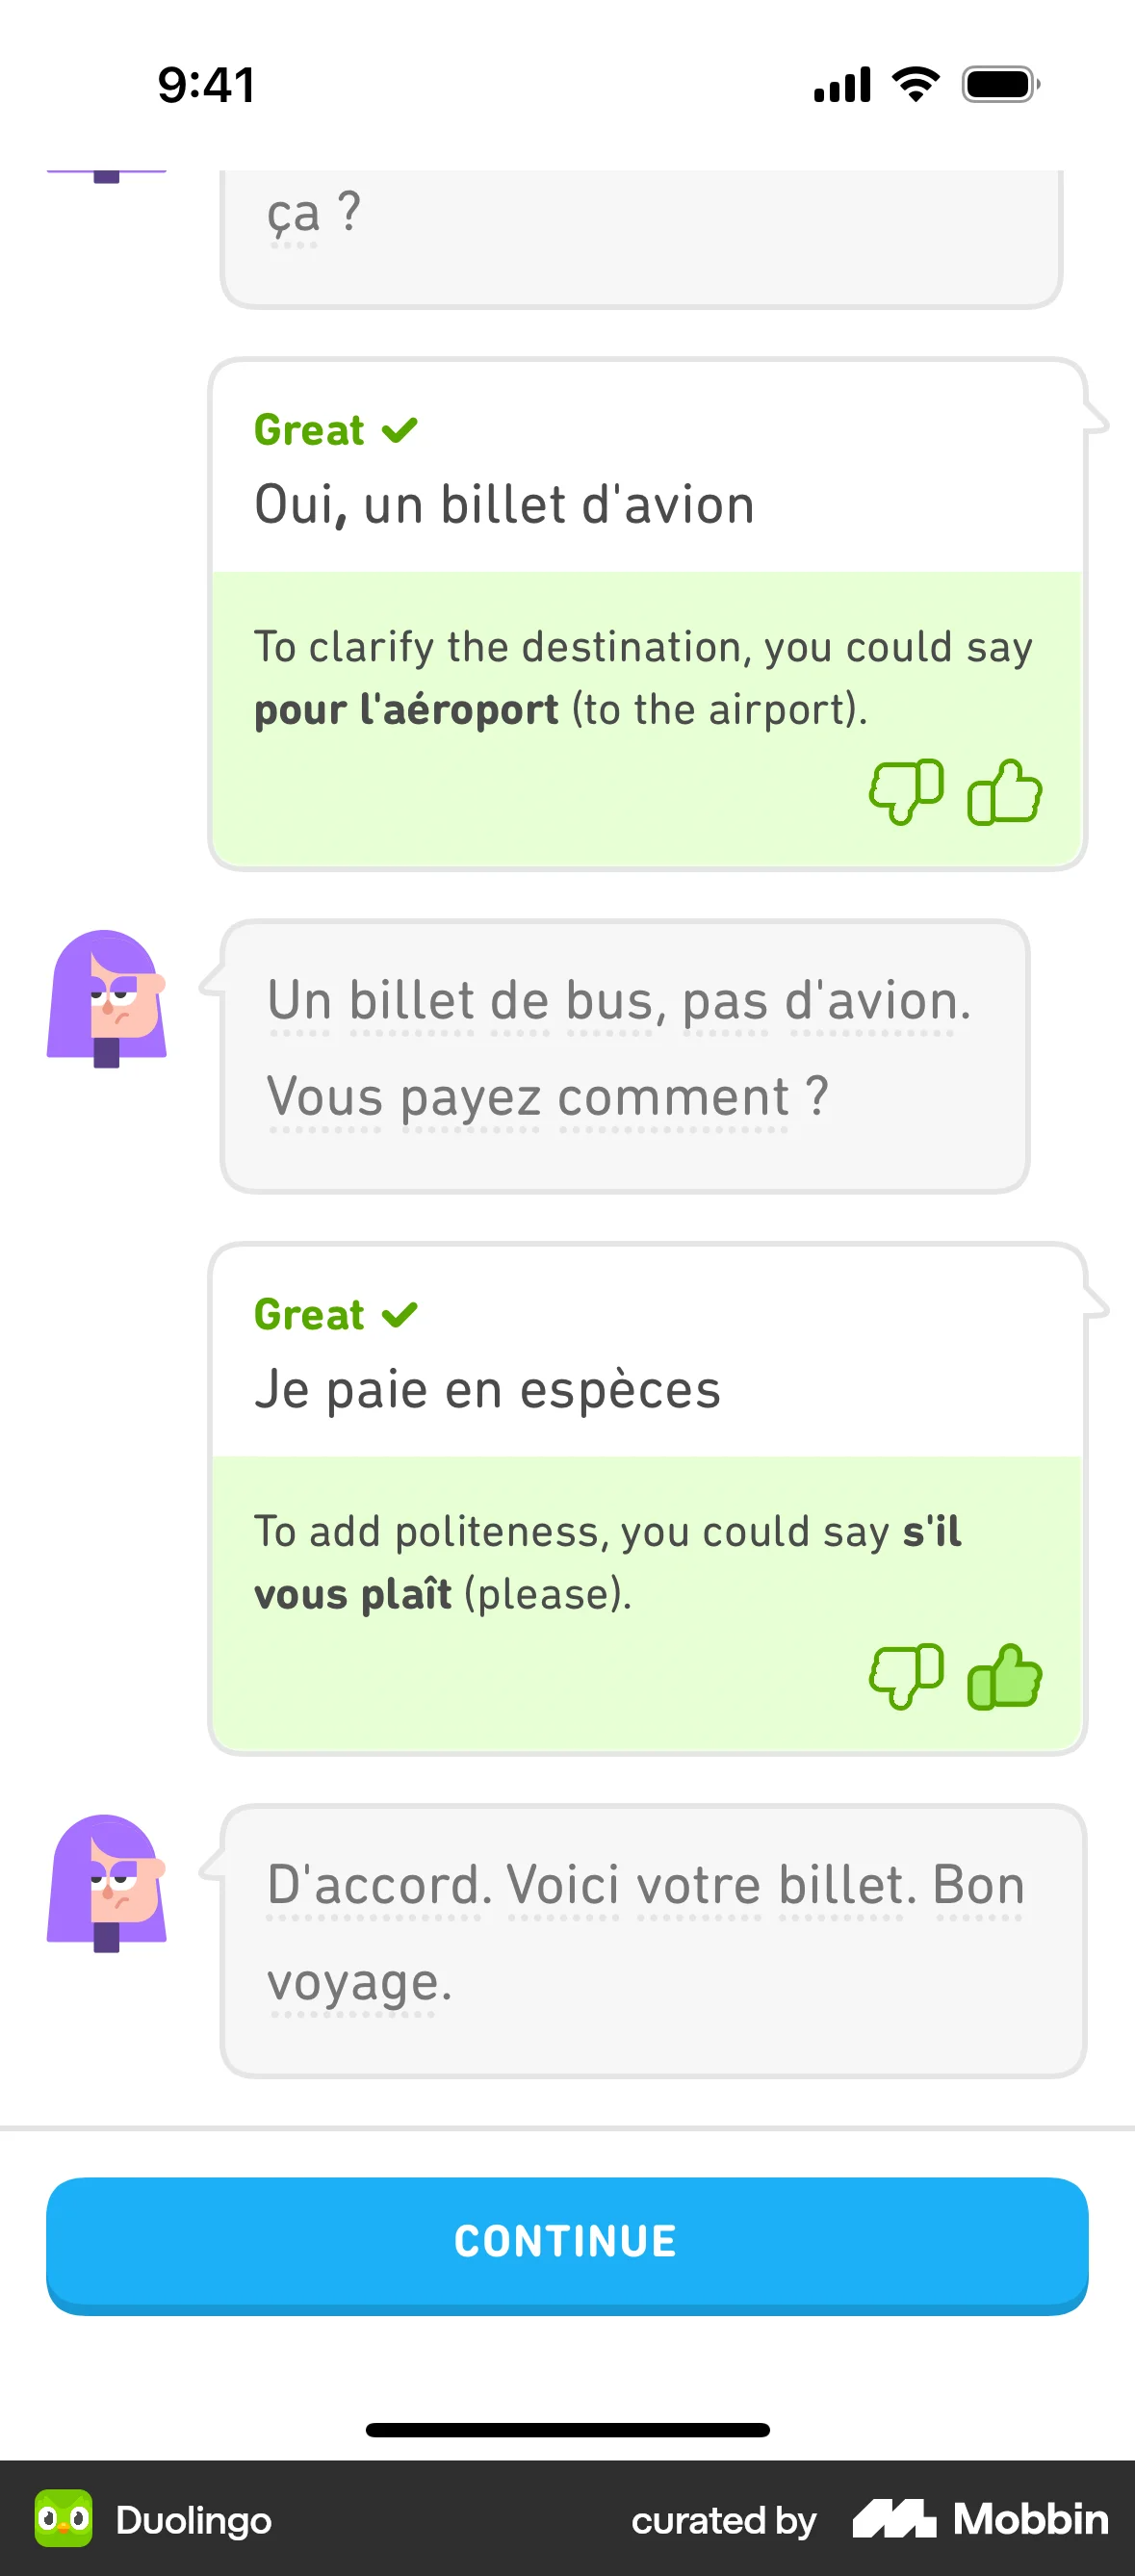 9:41
ça ?
Great
Oui, un billet d'avion
To clarify the destination, you could say
pour l'aéroport (to the airport).
Un billet de bus, pas d'avion.
Vous payez comment ?
Great
Je paie en espèces
To add politeness, you could say s'il
vous plaît (please).
D'accord. Voici votre billet. Bon
voyage.
CONTINUE
Duolingo
curated by Mobbin